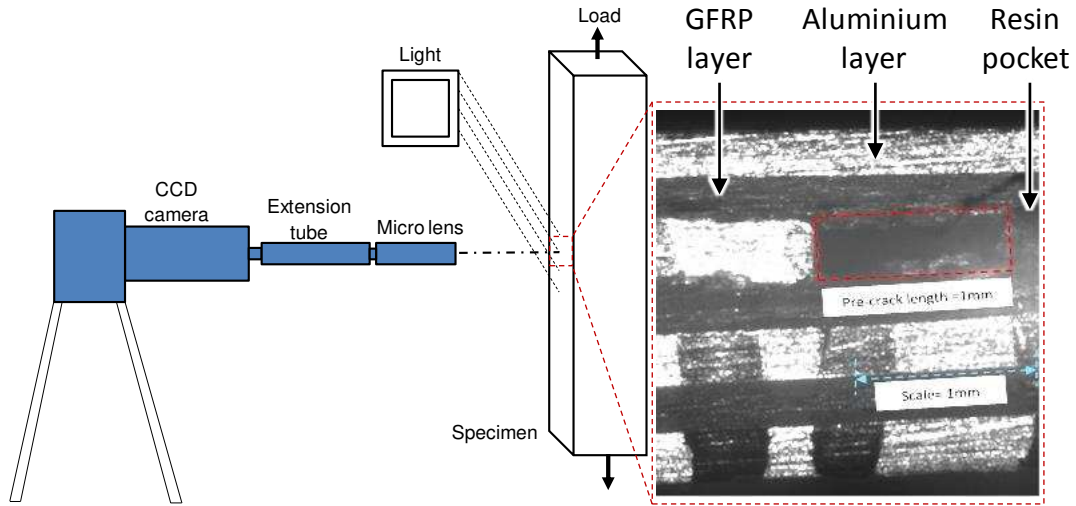 Load
Light
CCD
camera
Extension
tube
Micro lens
Specimen
GFRP
layer
Aluminium
layer
Resin
pocket
Pre-crack length =1mm
Scale= 1mm